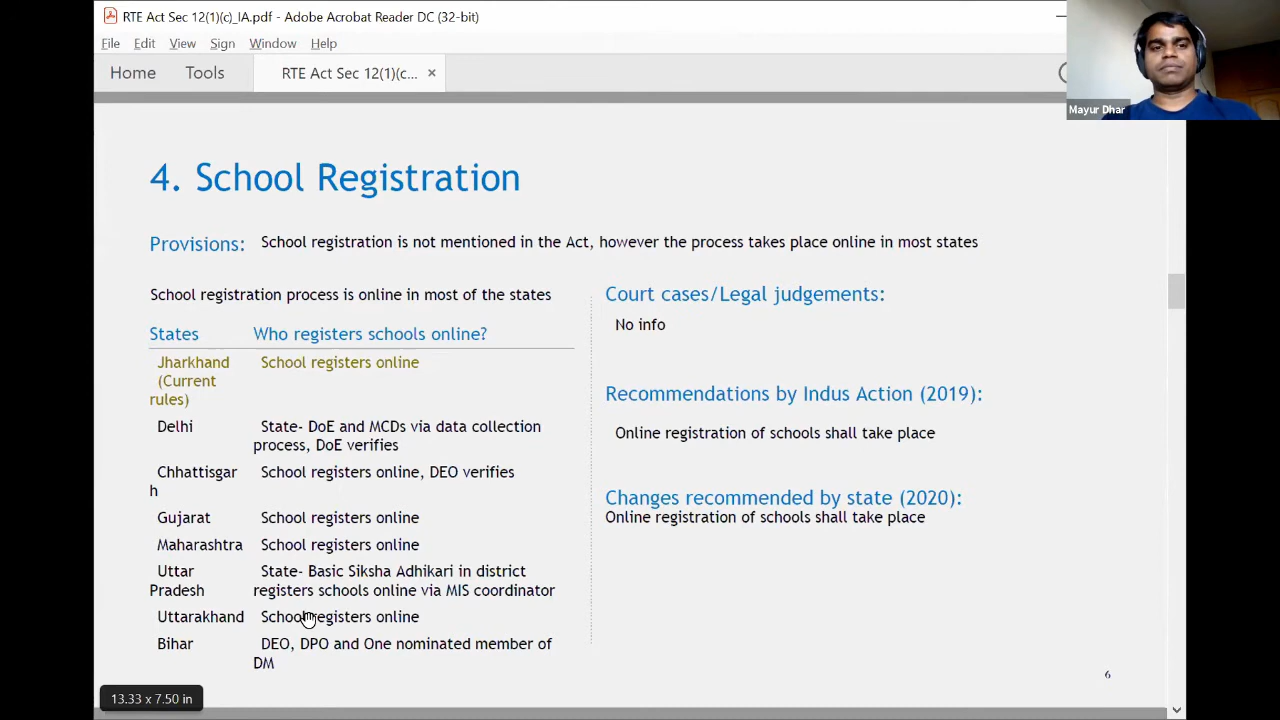 RTE Act Sec 12(1)(c)_IA.pdf - Adobe Acrobat Reader DC (32-bit)
File Edit View Sign Window Help
Home Tools RTE Act Sec 12(1)(c... ×
Mayur Dhar
4. School Registration
Provisions: School registration is not mentioned in the Act, however the process takes place online in most states
School registration process is online in most of the states
States Who registers schools online?
Jharkhand School registers online
(Current
rules)
Delhi State- DoE and MCDs via data collection
process, DoE verifies
Chhattisgar School registers online, DEO verifies
h
Gujarat School registers online
Maharashtra School registers online
Uttar State- Basic Siksha Adhikari in district
Pradesh registers schools online via MIS coordinator
Uttarakhand School registers online
Bihar DEO, DPO and One nominated member of
DM
Court cases/Legal judgements:
No info
Recommendations by Indus Action (2019):
Online registration of schools shall take place
Changes recommended by state (2020):
Online registration of schools shall take place
6
13.33 x 7.50 in